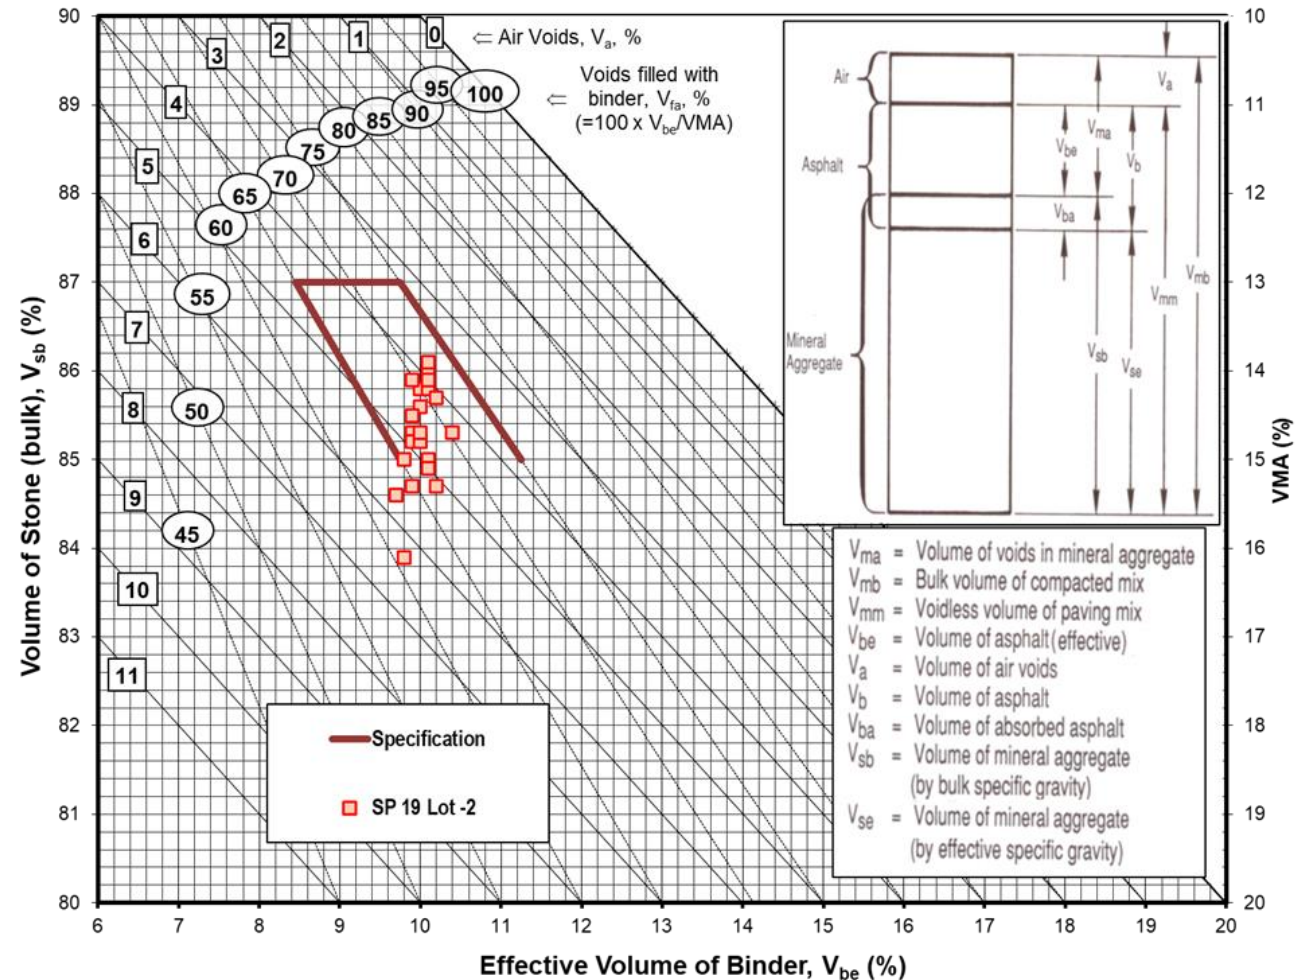 90
89
88
87
86
85
84
83
82
81
80
Volume of Stone (bulk), Vsb (%)
0
1
2
3
4
5
6
7
8
9
10
11
⇐ Air Voids, Va, %
Voids filled with
⇐ binder, Vfa, %
(=100 x Vbe/VMA)
100
95
90
85
80
75
70
65
60
55
50
45
Specification
SP 19 Lot -2
6 7 8 9 10 11 12 13 14 15 16 17 18 19 20
Effective Volume of Binder, Vbe (%)
10
11
12
13
14
15
16
17
18
19
20
VMA (%)
Air
Asphalt
Mineral
Aggregate
Va
Vma
Vbe
Vb
Vba
Vmb
Vmm
Vsb
Vse
Vma = Volume of voids in mineral aggregate
Vmb = Bulk volume of compacted mix
Vmm = Voidless volume of paving mix
Vbe = Volume of asphalt (effective)
Va = Volume of air voids
Vb = Volume of asphalt
Vba = Volume of absorbed asphalt
Vsb = Volume of mineral aggregate
(by bulk specific gravity)
Vse = Volume of mineral aggregate
(by effective specific gravity)